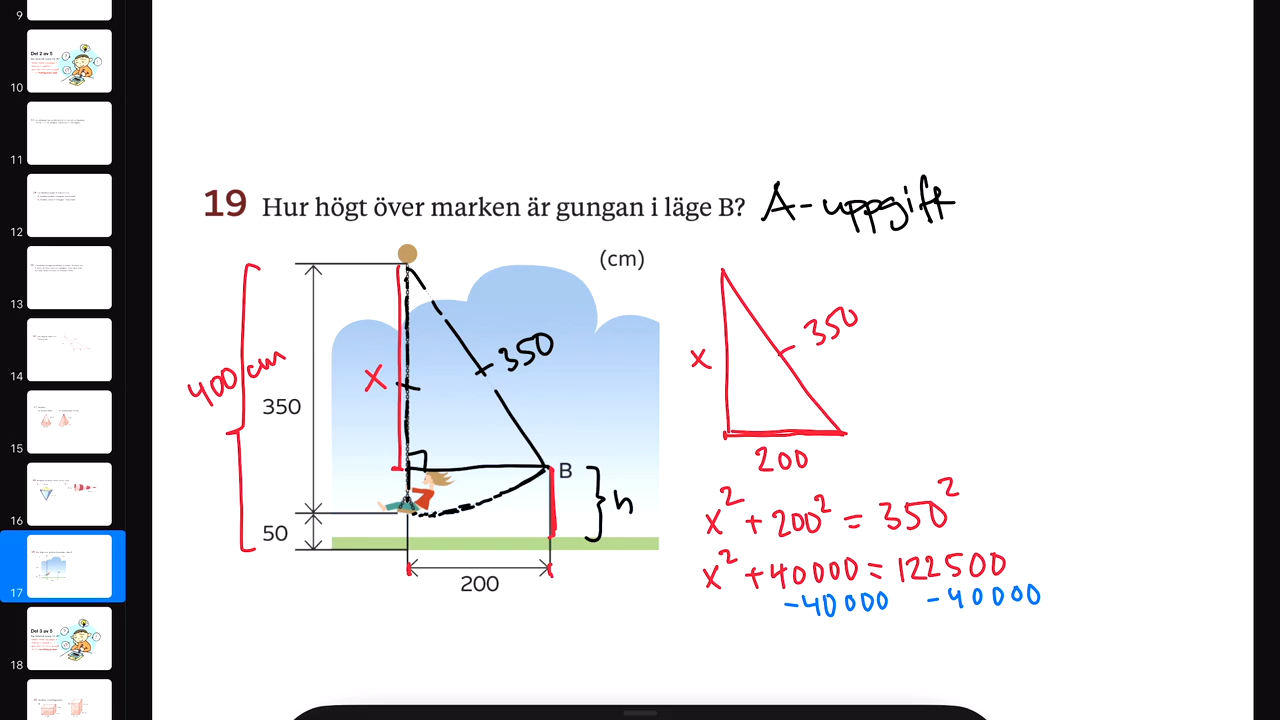 9
10
Del 2 av 5
11
12
13
14
15
16
17
18
Del 3 av 5
19 Hur högt över marken är gungan i läge B? A-uppgift
(cm)
400 cm
350
x
350
B
h
50
200
x
350
200
x² + 200² = 350²
x² + 40000 = 122500
-40000 -40000